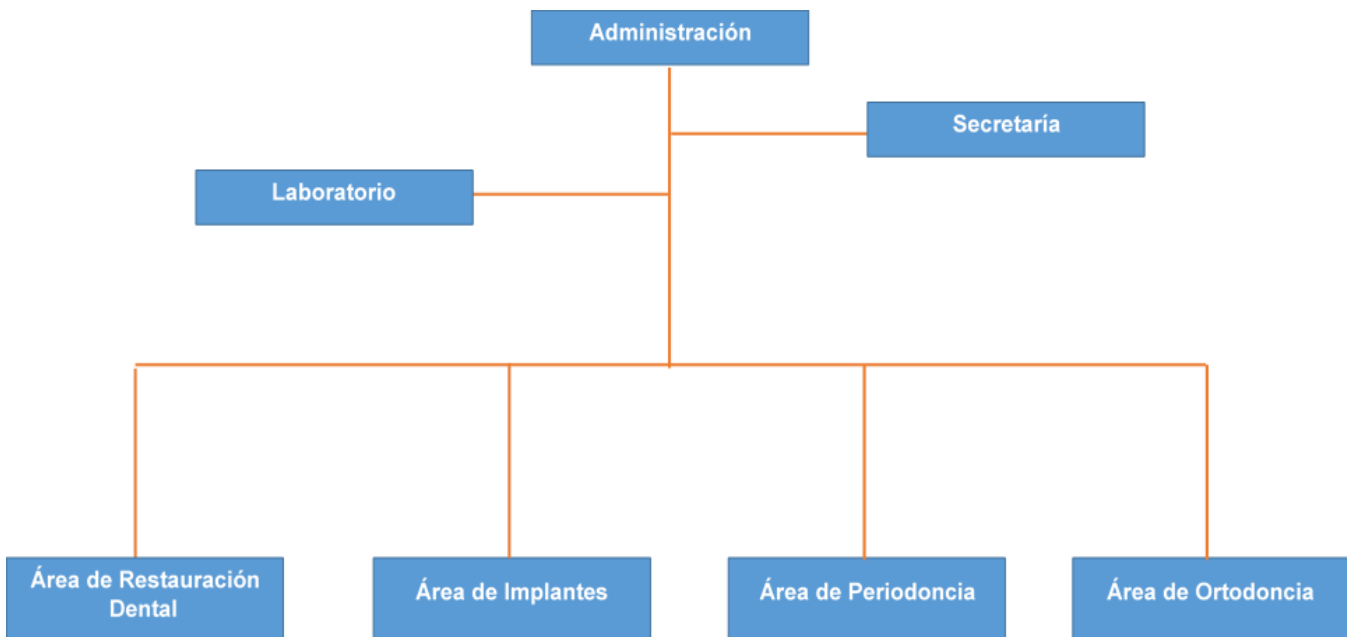 Administración
Secretaría
Laboratorio
Área de Restauración
Dental
Área de Implantes
Área de Periodoncia
Área de Ortodoncia